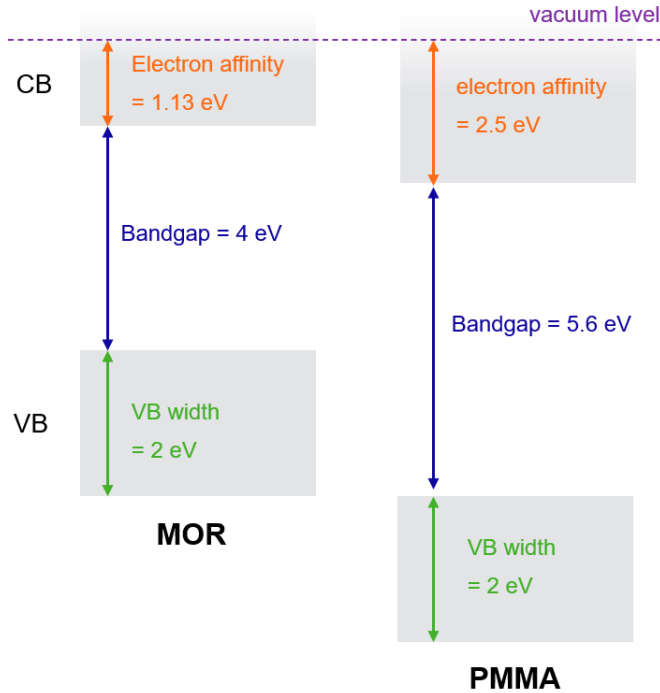 vacuum level
CB
Electron affinity
= 1.13 eV
electron affinity
= 2.5 eV
Bandgap = 4 eV
Bandgap = 5.6 eV
VB
VB width
= 2 eV
MOR
VB width
= 2 eV
PMMA